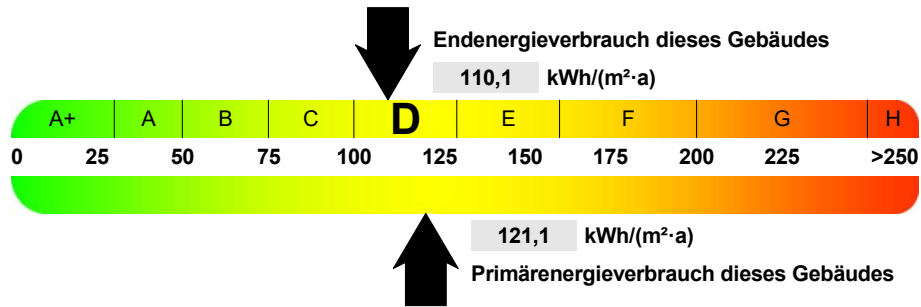 Endenergieverbrauch dieses Gebäudes
110,1 kWh/(m²·a)
A+ A B C D E F G H
0 25 50 75 100 125 150 175 200 225 >250
121,1 kWh/(m²·a)
Primärenergieverbrauch dieses Gebäudes